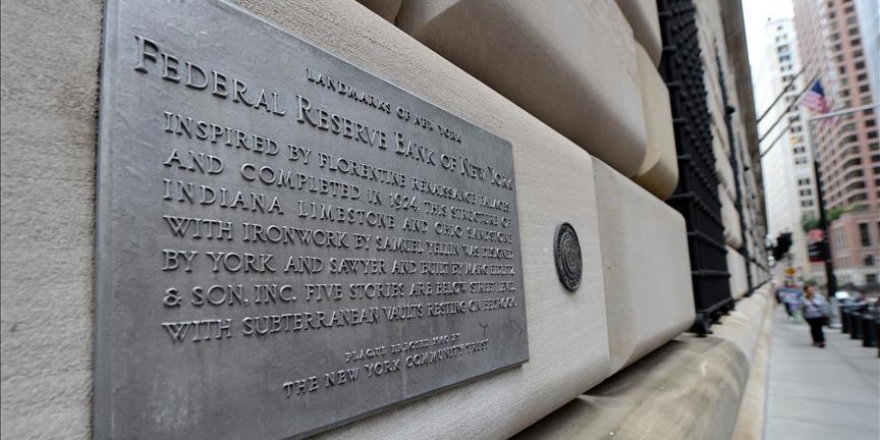 LANDMARKS OF NEW YORK
FEDERAL RESERVE BANK OF NEW YORK
INSPIRED BY FLORENTINE RENAISSANCE PALACES
AND COMPLETED IN 1924, THIS STRUCTURE OF
INDIANA LIMESTONE AND OHIO SANDSTONE
WITH IRONWORK BY SAMUEL YELLIN WAS DESIGNED
BY YORK AND SAWYER AND BUILT BY MARC EIDLITZ
& SON, INC. FIVE STORIES ARE BELOW STREET LEVEL
WITH SUBTERRANEAN VAULTS RESTING ON BEDROCK
PLAQUE ERECTED BY
THE NEW YORK COMMUNITY TRUST